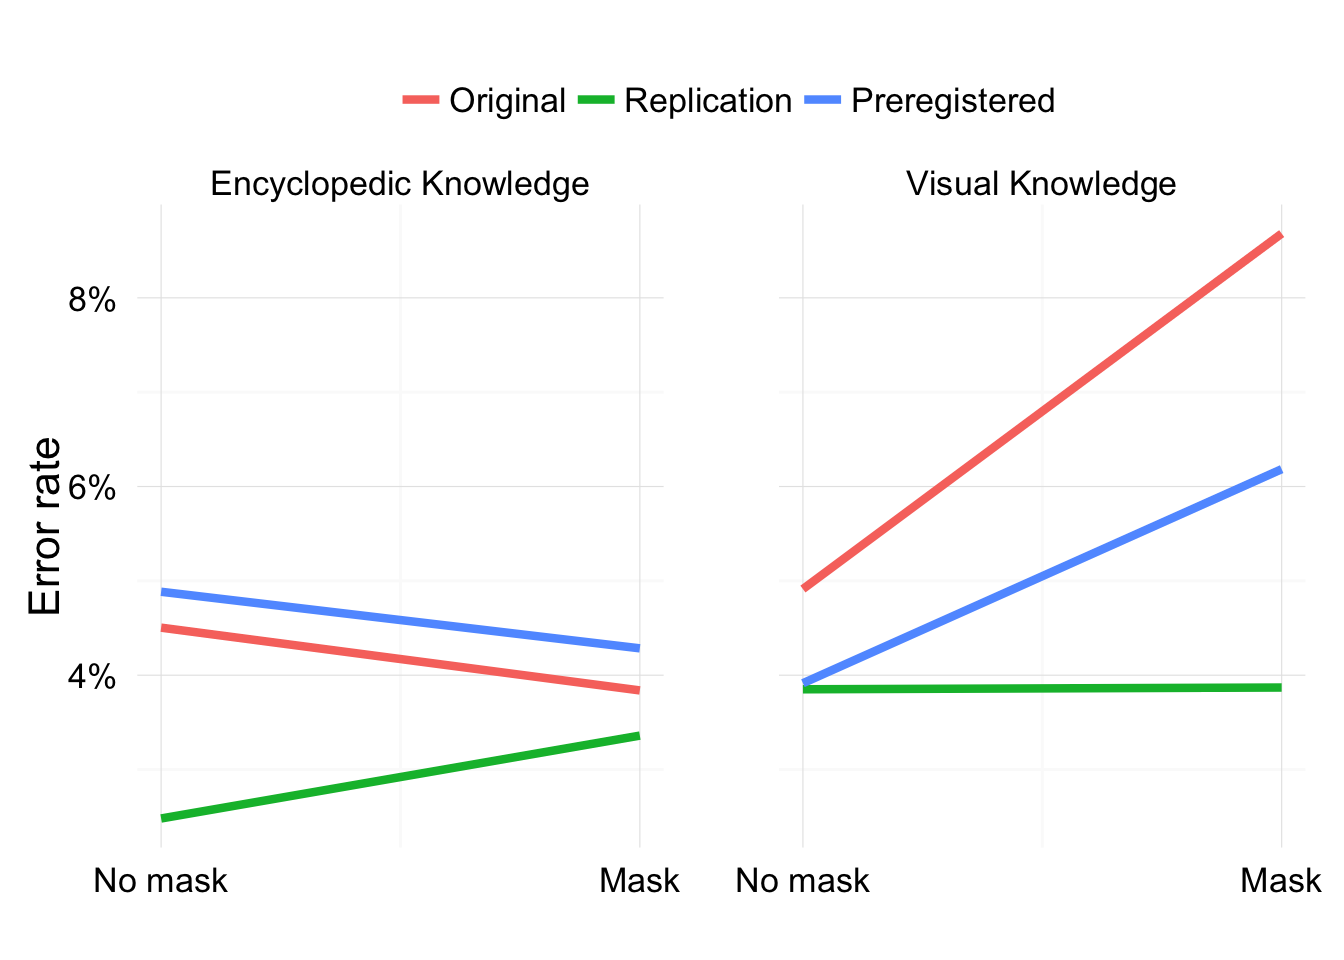 Original Replication Preregistered
Encyclopedic Knowledge
Visual Knowledge
Error rate
8%
6%
4%
No mask
Mask
No mask
Mask